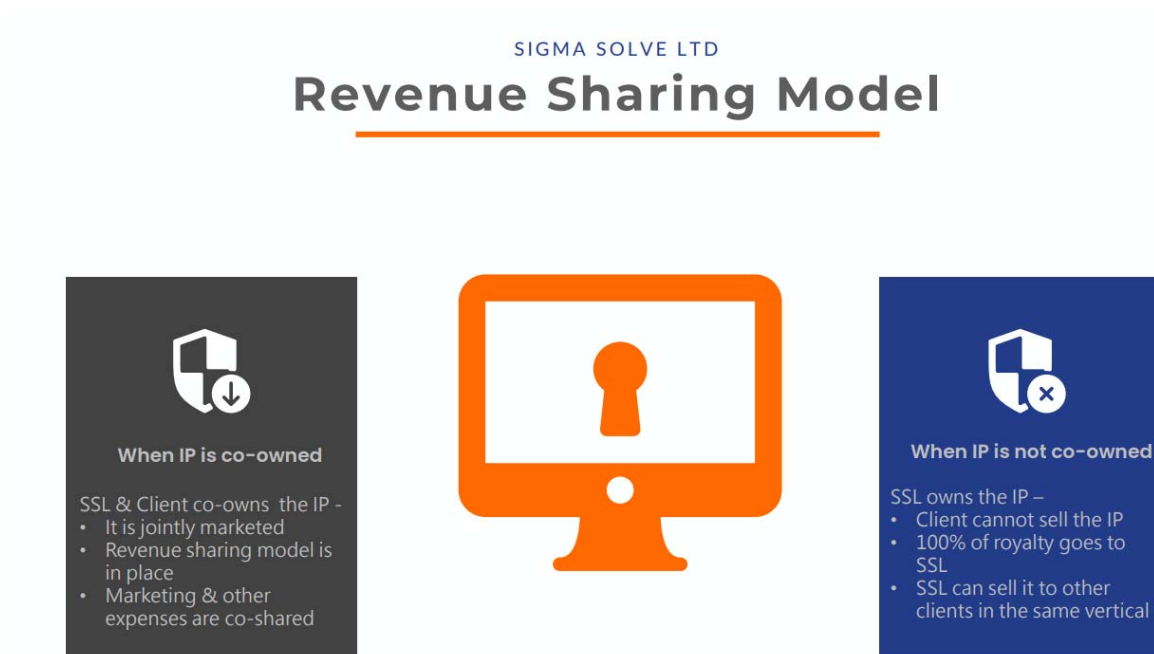 SIGMA SOLVE LTD
Revenue Sharing Model
When IP is co-owned
SSL & Client co-owns the IP -
• It is jointly marketed
• Revenue sharing model is
in place
• Marketing & other
expenses are co-shared
When IP is not co-owned
SSL owns the IP –
• Client cannot sell the IP
• 100% of royalty goes to
SSL
• SSL can sell it to other
clients in the same vertical